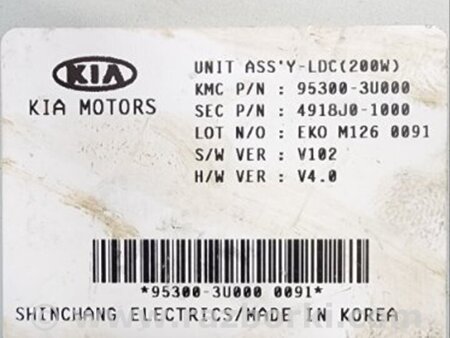 KIA
KIA MOTORS
UNIT ASS'Y-LDC(200W)
KMC P/N : 95300-3U000
SEC P/N : 4918J0-1000
LOT N/O : EKO M126 0091
S/W VER : V102
H/W VER : V4.0
*95300-3U000 0091*
SHINCHANG ELECTRICS/MADE IN KOREA